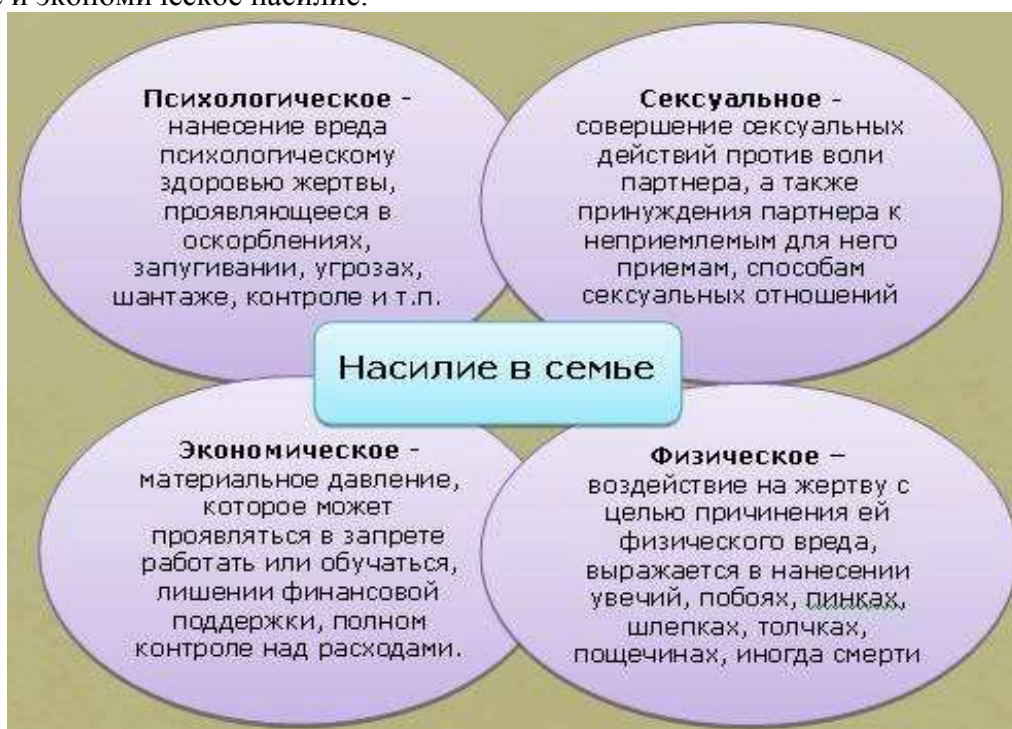 и экономическое насилие.
Психологическое -
нанесение вреда
психологическому
здоровью жертвы,
проявляющееся в
оскорблениях,
запугивании, угрозах,
шантаже, контроле и т.п.
Сексуальное -
совершение сексуальных
действий против воли
партнера, а также
принуждения партнера к
неприемлемым для него
приемам, способам
сексуальных отношений
Насилие в семье
Экономическое -
материальное давление,
которое может
проявляться в запрете
работать или обучаться,
лишении финансовой
поддержки, полном
контроле над расходами.
Физическое –
воздействие на жертву с
целью причинения ей
физического вреда,
выражается в нанесении
увечий, побоях, пинках,
шлепках, толчках,
пощечинах, иногда смерти